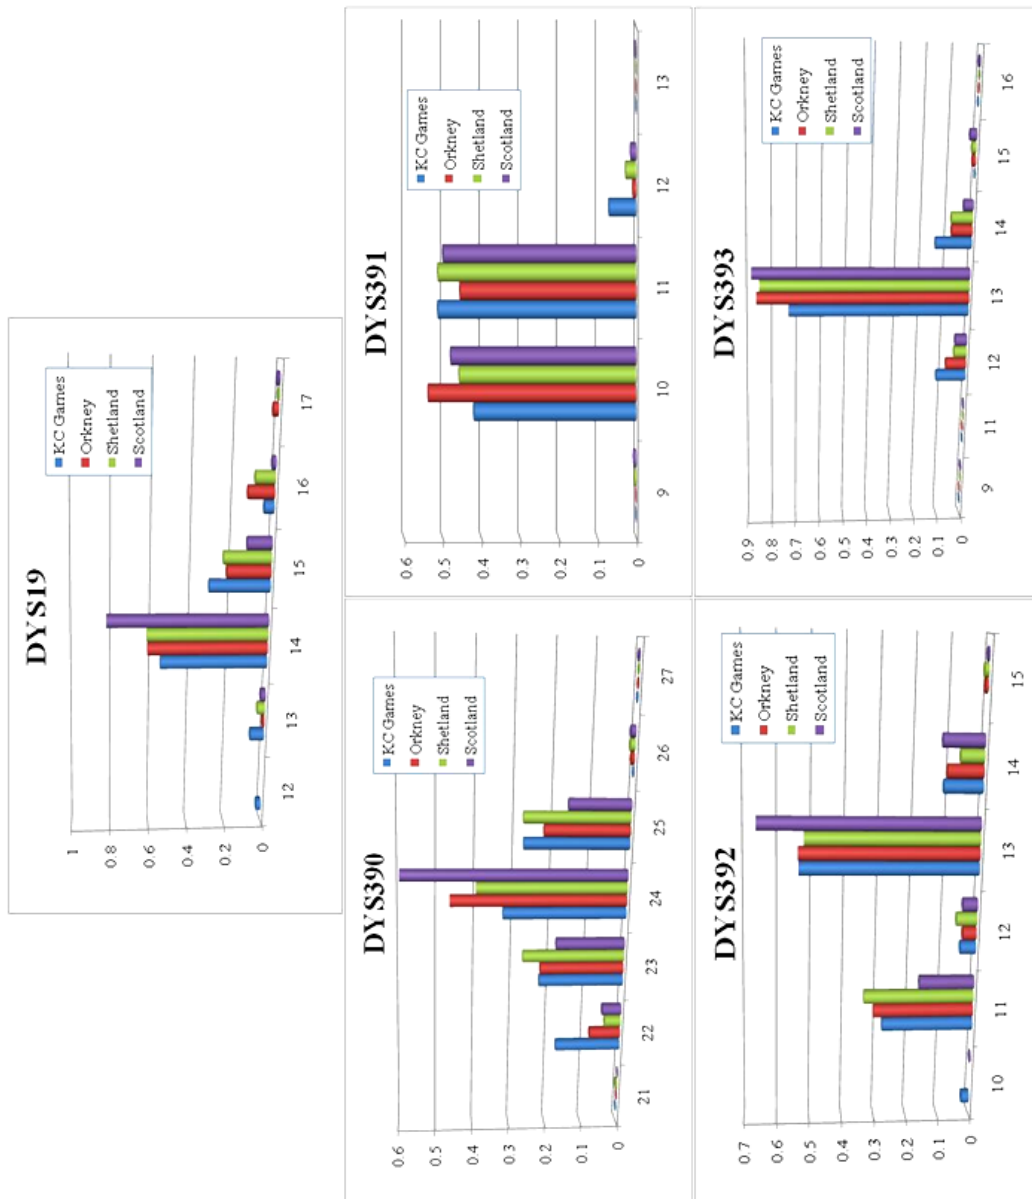 DYS19
1
0.8
0.6
0.4
0.2
0
12
13
14
15
16
17
KC Games
Orkney
Shetland
Scotland
DYS390
0.6
0.5
0.4
0.3
0.2
0.1
0
21
22
23
24
25
26
27
KC Games
Orkney
Shetland
Scotland
DYS391
0.6
0.5
0.4
0.3
0.2
0.1
0
9
10
11
12
13
KC Games
Orkney
Shetland
Scotland
DYS392
0.7
0.6
0.5
0.4
0.3
0.2
0.1
0
10
11
12
13
14
15
KC Games
Orkney
Shetland
Scotland
DYS393
0.9
0.8
0.7
0.6
0.5
0.4
0.3
0.2
0.1
0
9
11
12
13
14
15
16
KC Games
Orkney
Shetland
Scotland